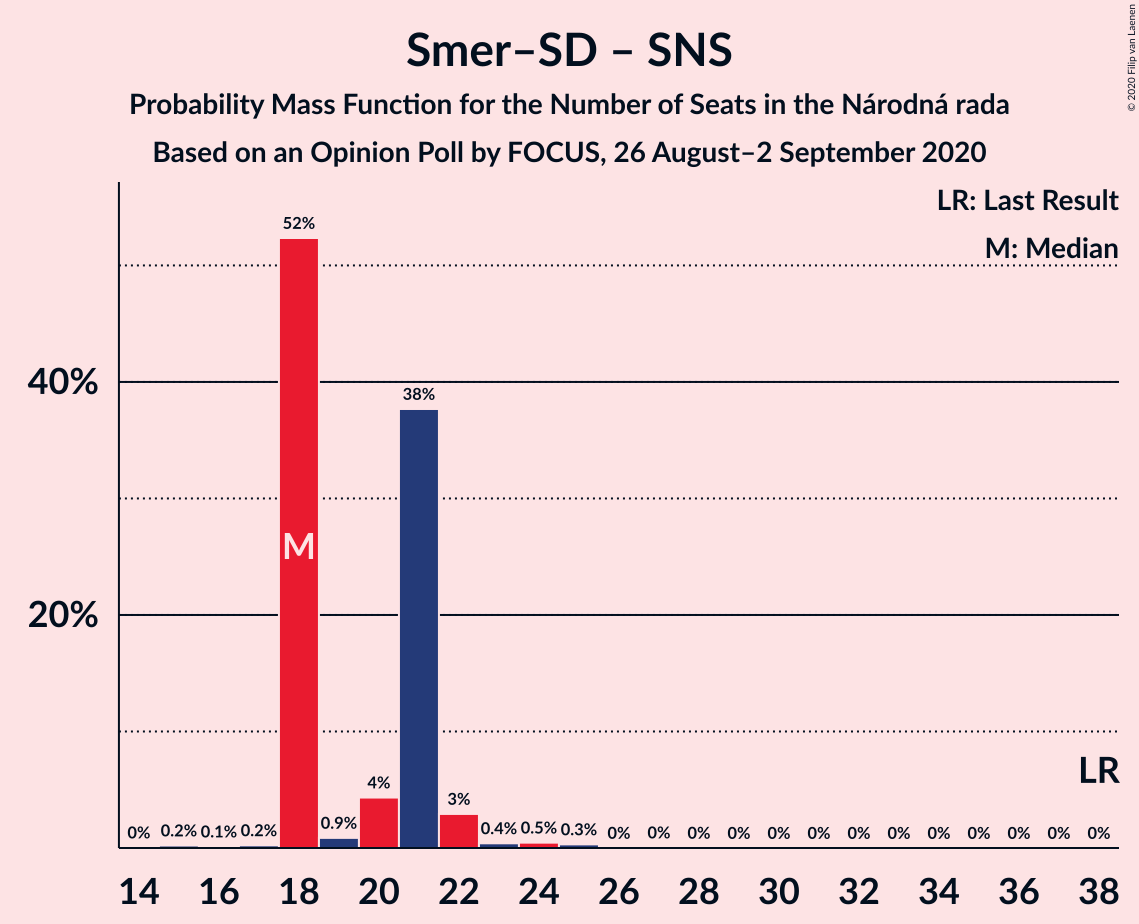 Smer–SD – SNS
Probability Mass Function for the Number of Seats in the Národná rada
Based on an Opinion Poll by FOCUS, 26 August–2 September 2020
© 2020 Filip van Laenen
LR: Last Result
M: Median
52%
40%
38%
M
20%
LR
0% 0.2% 0.1% 0.2% 0.9% 4% 3% 0.4% 0.5% 0.3% 0% 0% 0% 0% 0% 0% 0% 0% 0% 0% 0% 0% 0%
14 16 18 20 22 24 26 28 30 32 34 36 38